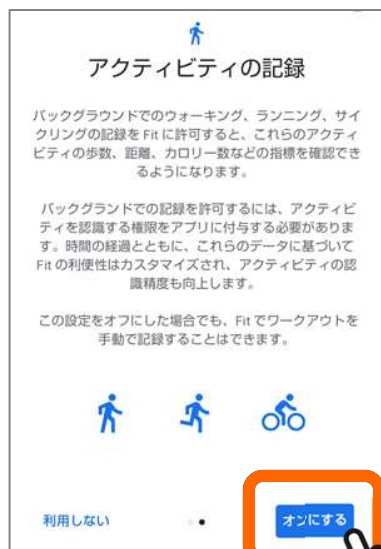 アクティビティの記録
バックグラウンドでのウォーキング、ランニング、サイ
クリングの記録を Fit に許可すると、これらのアクティ
ビティの歩数、距離、カロリー数などの指標を確認でき
るようになります。
バックグラウンドでの記録を許可するには、アクティビ
ティを認識する権限をアプリに付与する必要がありま
す。時間の経過とともに、これらのデータに基づいて
Fit の利便性はカスタマイズされ、アクティビティの認
識精度も向上します。
この設定をオフにした場合でも、Fit でワークアウトを
手動で記録することはできます。
利用しない
オンにする